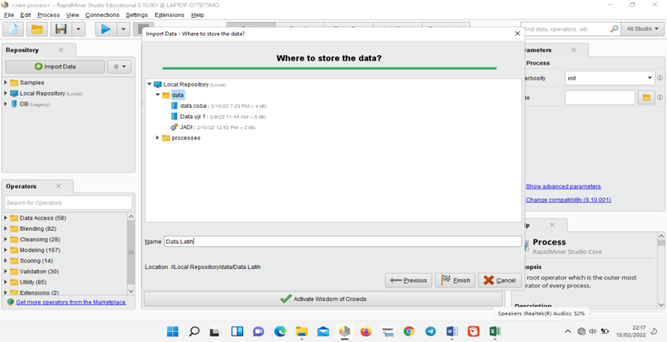 <new process> – RapidMiner Studio Educational 9.10.001 @ LAPTOP-O77D75MO
File Edit Process View Connections Settings Extensions Help
Find data, operators...etc
All Studio
Repository
Import Data
Samples
Local Repository (Local)
DB (Legacy)
Operators
Search for Operators
Data Access (58)
Blending (82)
Cleansing (28)
Modeling (167)
Scoring (14)
Validation (30)
Utility (85)
Extensions (2)
Get more operators from the Marketplace
Import Data - Where to store the data?
Where to store the data?
Local Repository (Local)
data
data coba (2/10/22 7:23 PM – 4 kB)
Data uji 1 (2/9/22 11:44 AM – 5 kB)
JADI (2/10/22 12:52 PM – 2 kB)
processes
Name Data Latih
Location //Local Repository/data/Data Latih
Previous
Finish
Cancel
Activate Wisdom of Crowds
Parameters
Process
erbosity
init
ile
Show advanced parameters
Change compatibility (9.10.001)
lp
Process
RapidMiner Studio Core
nopsis
root operator which is the outer most
erator of every process.
Description
Speakers (Realtek(R) Audio): 52%
22:17
13/02/2022